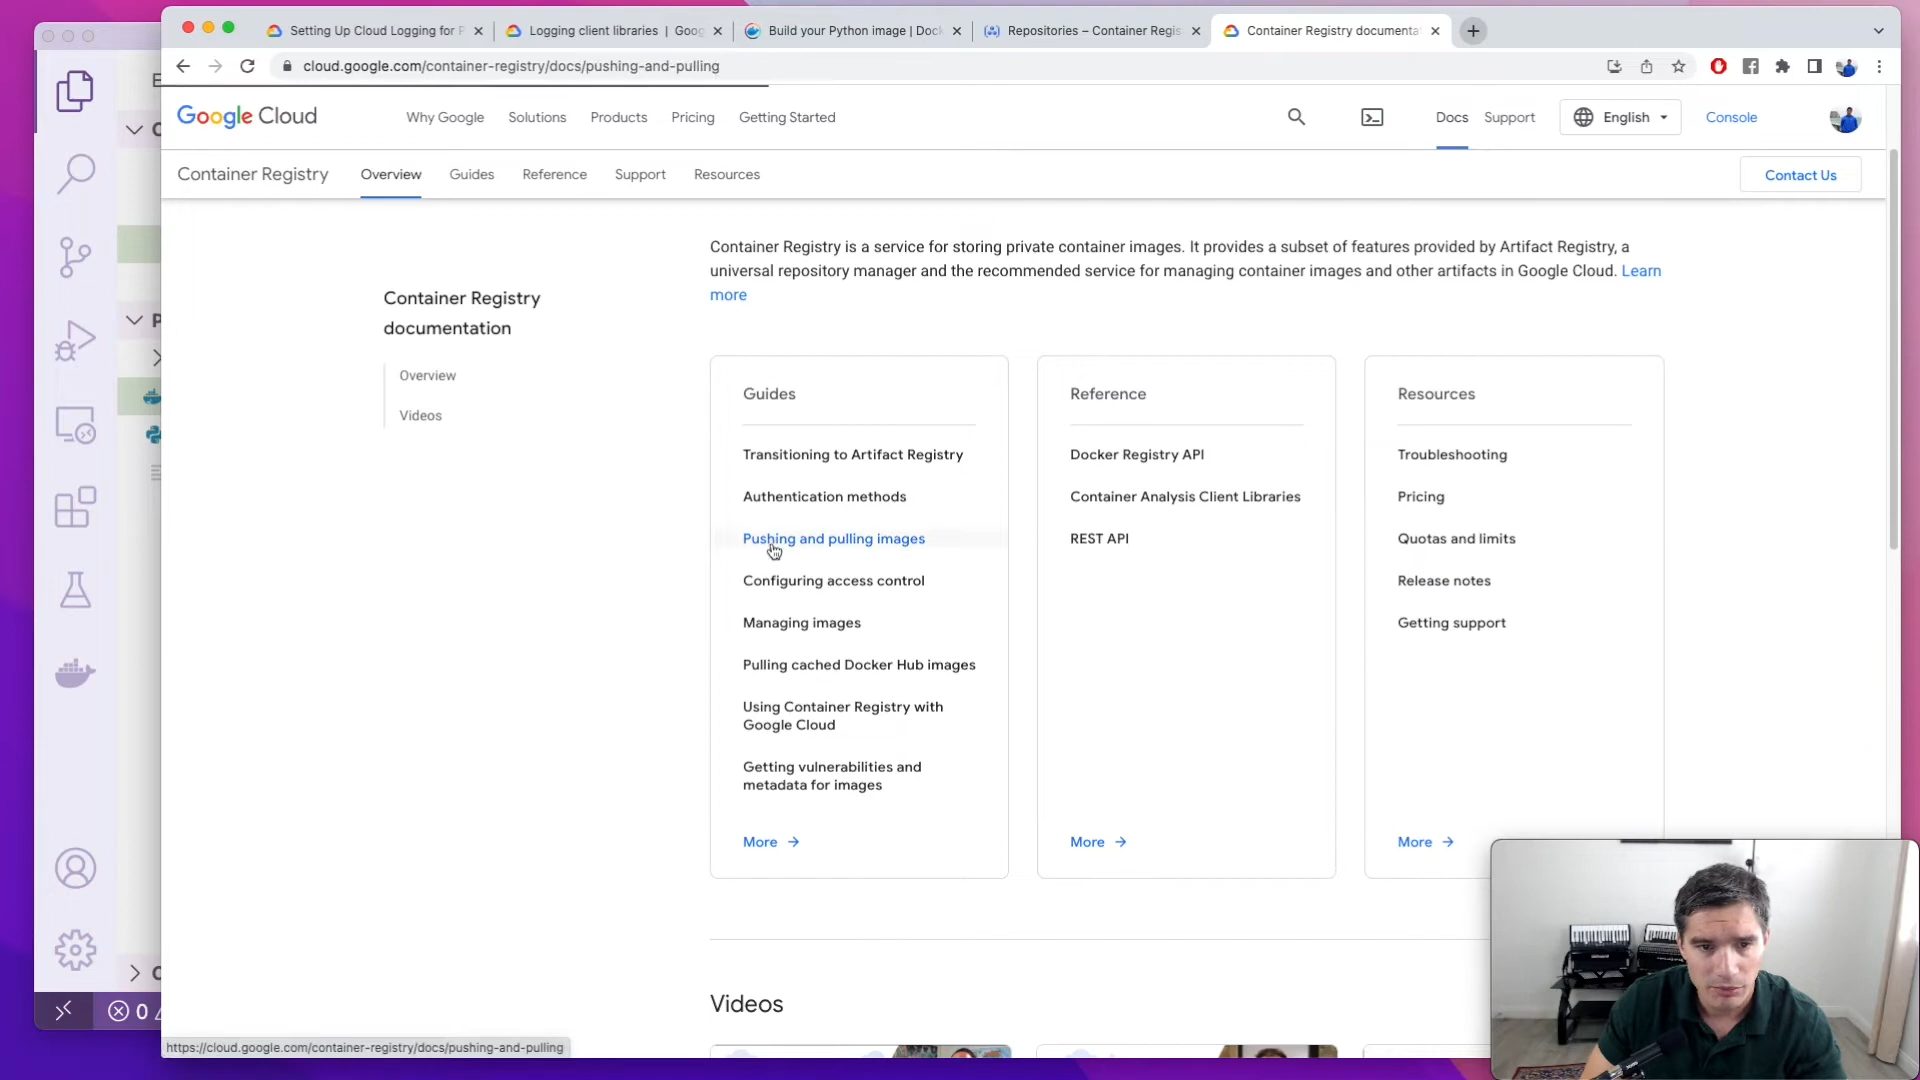 Setting Up Cloud Logging for P
Logging client libraries | Goog
Build your Python image | Dock
Repositories – Container Regis
Container Registry documenta
cloud.google.com/container-registry/docs/pushing-and-pulling
Google Cloud
Why Google
Solutions
Products
Pricing
Getting Started
Docs
Support
English
Console
Container Registry
Overview
Guides
Reference
Support
Resources
Contact Us
Container Registry is a service for storing private container images. It provides a subset of features provided by Artifact Registry, a
universal repository manager and the recommended service for managing container images and other artifacts in Google Cloud. Learn
more
Container Registry
documentation
Overview
Videos
Guides
Transitioning to Artifact Registry
Authentication methods
Pushing and pulling images
Configuring access control
Managing images
Pulling cached Docker Hub images
Using Container Registry with
Google Cloud
Getting vulnerabilities and
metadata for images
More
Reference
Docker Registry API
Container Analysis Client Libraries
REST API
More
Resources
Troubleshooting
Pricing
Quotas and limits
Release notes
Getting support
More
Videos
0
https://cloud.google.com/container-registry/docs/pushing-and-pulling